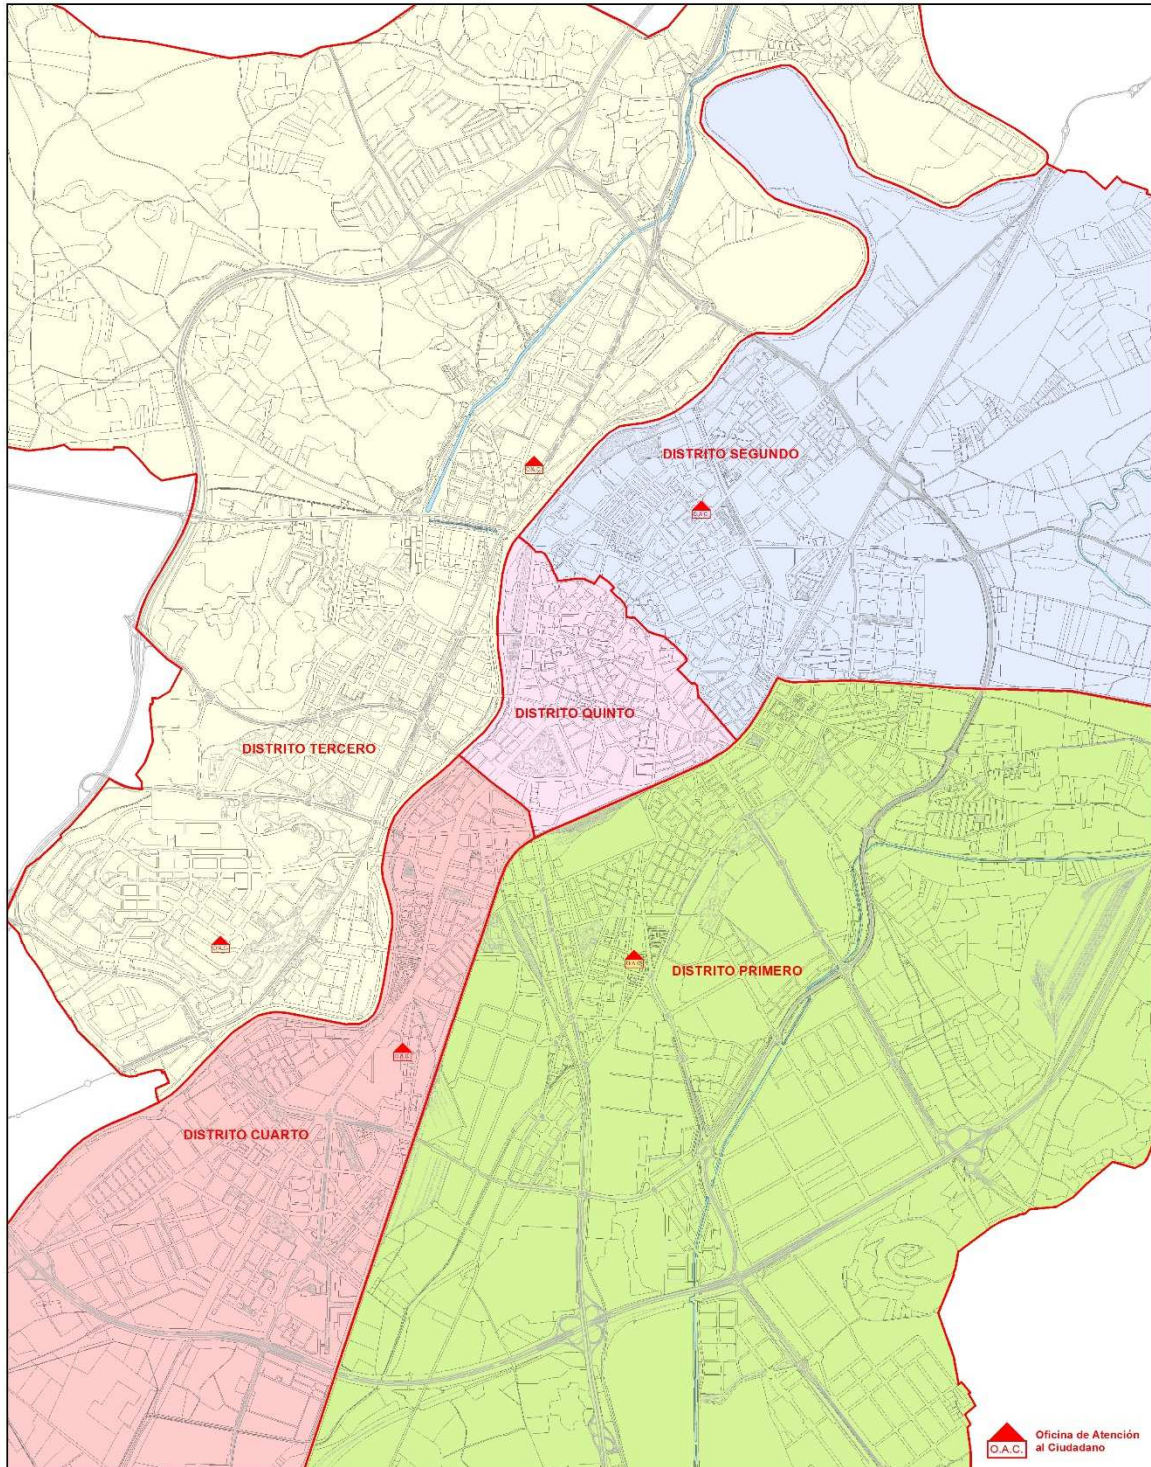 DISTRITO SEGUNDO
O.A.C.
O.A.C.
DISTRITO QUINTO
DISTRITO TERCERO
O.A.C.
O.A.C.
DISTRITO PRIMERO
O.A.C.
DISTRITO CUARTO
O.A.C.
Oficina de Atención
al Ciudadano